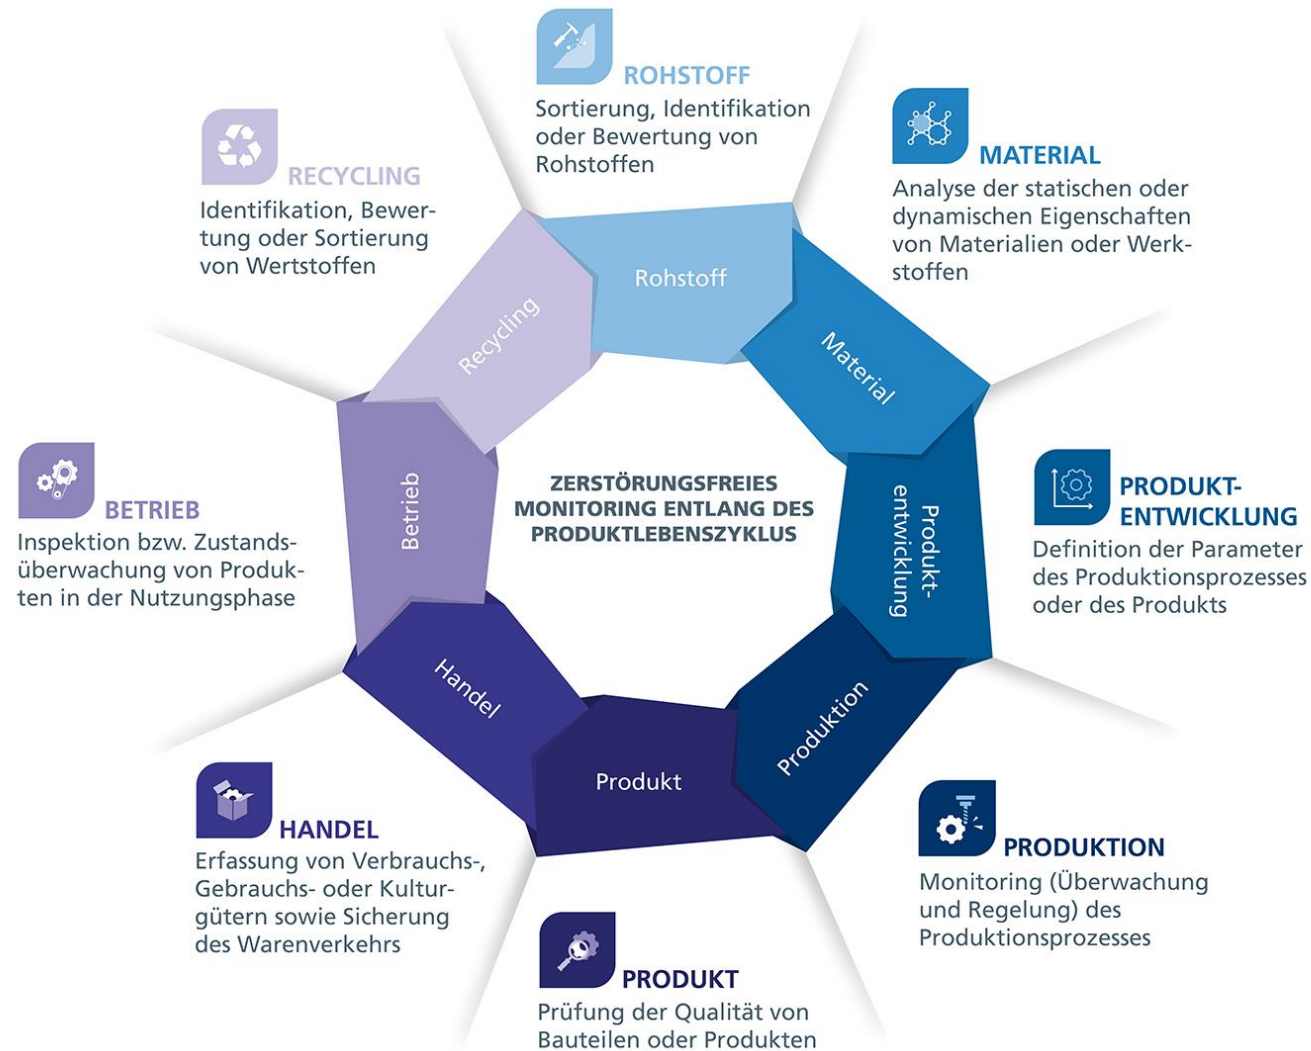 ROHSTOFF
Sortierung, Identifikation
oder Bewertung von
Rohstoffen
MATERIAL
Analyse der statischen oder
dynamischen Eigenschaften
von Materialien oder Werk-
stoffen
PRODUKT-
ENTWICKLUNG
Definition der Parameter
des Produktionsprozesses
oder des Produkts
PRODUKTION
Monitoring (Überwachung
und Regelung) des
Produktionsprozesses
PRODUKT
Prüfung der Qualität von
Bauteilen oder Produkten
HANDEL
Erfassung von Verbrauchs-,
Gebrauchs- oder Kultur-
gütern sowie Sicherung
des Warenverkehrs
BETRIEB
Inspektion bzw. Zustands-
überwachung von Produk-
ten in der Nutzungsphase
RECYCLING
Identifikation, Bewer-
tung oder Sortierung
von Wertstoffen
Rohstoff
Material
Produkt-
entwicklung
Produktion
Produkt
Handel
Betrieb
Recycling
ZERSTÖRUNGSFREIES
MONITORING ENTLANG DES
PRODUKTLEBENSZYKLUS